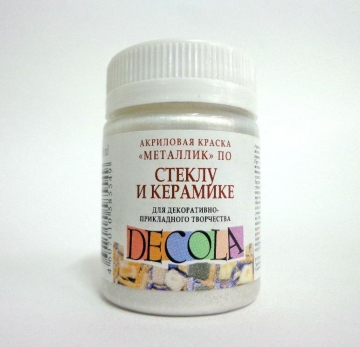 АКРИЛОВАЯ КРАСКА
«МЕТАЛЛИК» ПО
СТЕКЛУ
И КЕРАМИКЕ
ДЛЯ ДЕКОРАТИВНО-
ПРИКЛАДНОГО ТВОРЧЕСТВА
DECOLA